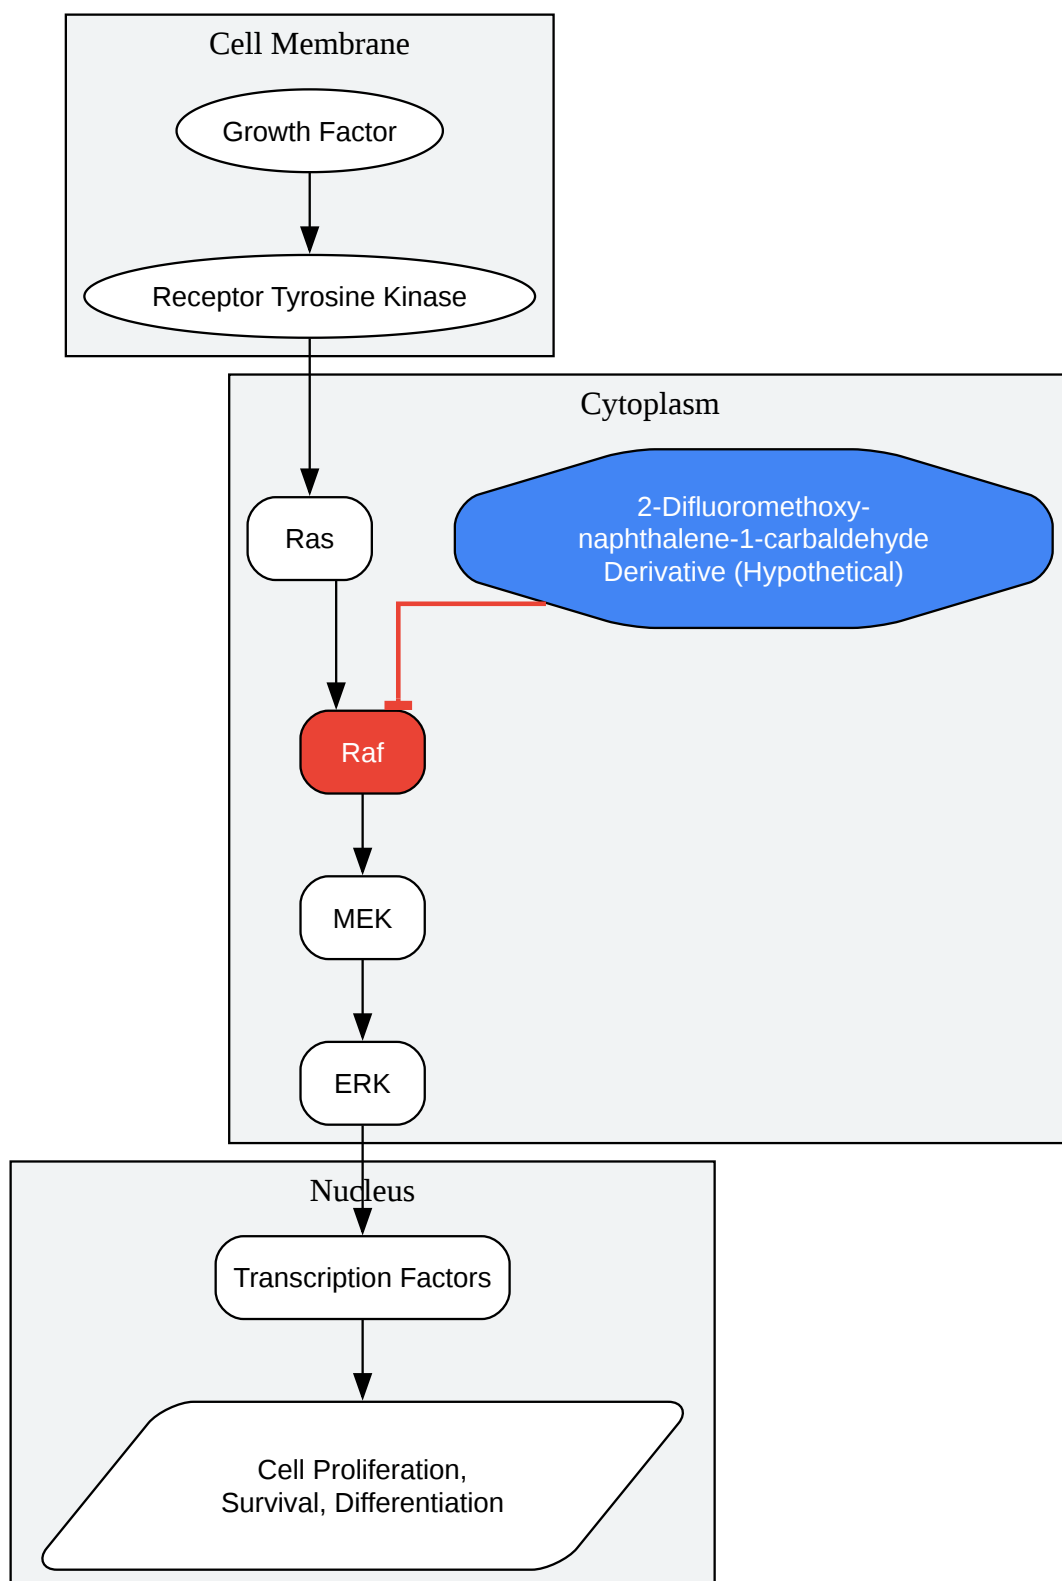 Cell Membrane
Growth Factor
Receptor Tyrosine Kinase
Cytoplasm
2-Difluoromethoxy-
naphthalene-1-carbaldehyde
Derivative (Hypothetical)
Ras
Raf
MEK
ERK
Nucleus
Transcription Factors
Cell Proliferation,
Survival, Differentiation